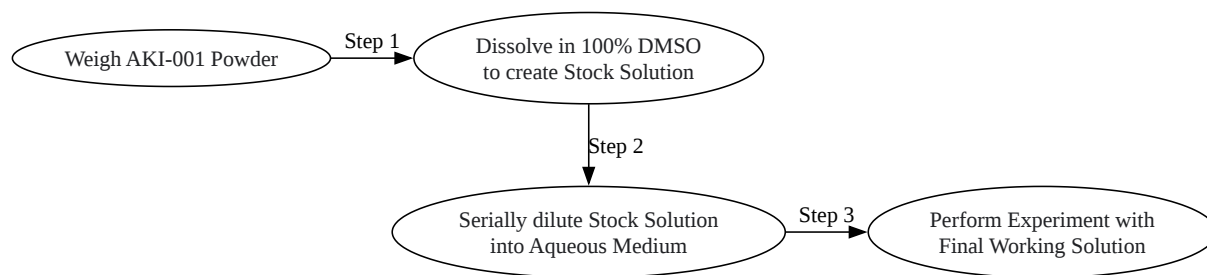 Weigh AKI-001 Powder
Step 1
Dissolve in 100% DMSO
to create Stock Solution
Step 2
Serially dilute Stock Solution
into Aqueous Medium
Step 3
Perform Experiment with
Final Working Solution